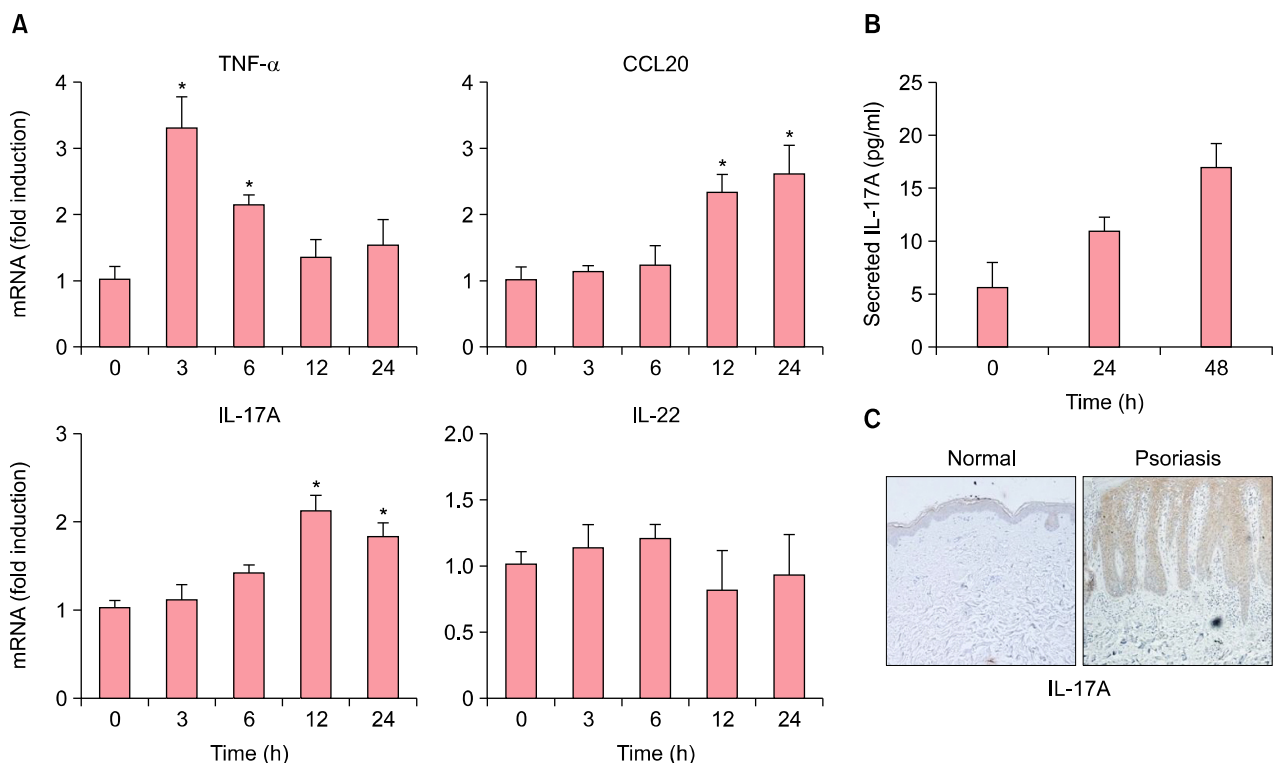 A
TNF-α
mRNA (fold induction)
4
3
2
1
0
*
*
0 3 6 12 24
CCL20
4
3
2
1
0
*
*
0 3 6 12 24
IL-17A
mRNA (fold induction)
3
2
1
0
*
*
0 3 6 12 24
Time (h)
IL-22
2.0
1.5
1.0
0.5
0
0 3 6 12 24
Time (h)
B
Secreted IL-17A (pg/ml)
25
20
15
10
5
0
0 24 48
Time (h)
C
Normal Psoriasis
IL-17A